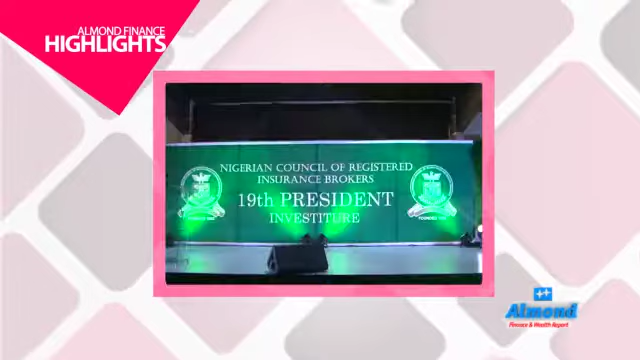 ALMOND FINANCE
HIGHLIGHTS
NIGERIAN COUNCIL OF REGISTERED
INSURANCE BROKERS
19th PRESIDENT
INVESTITURE
Almond
Finance & Wealth Report